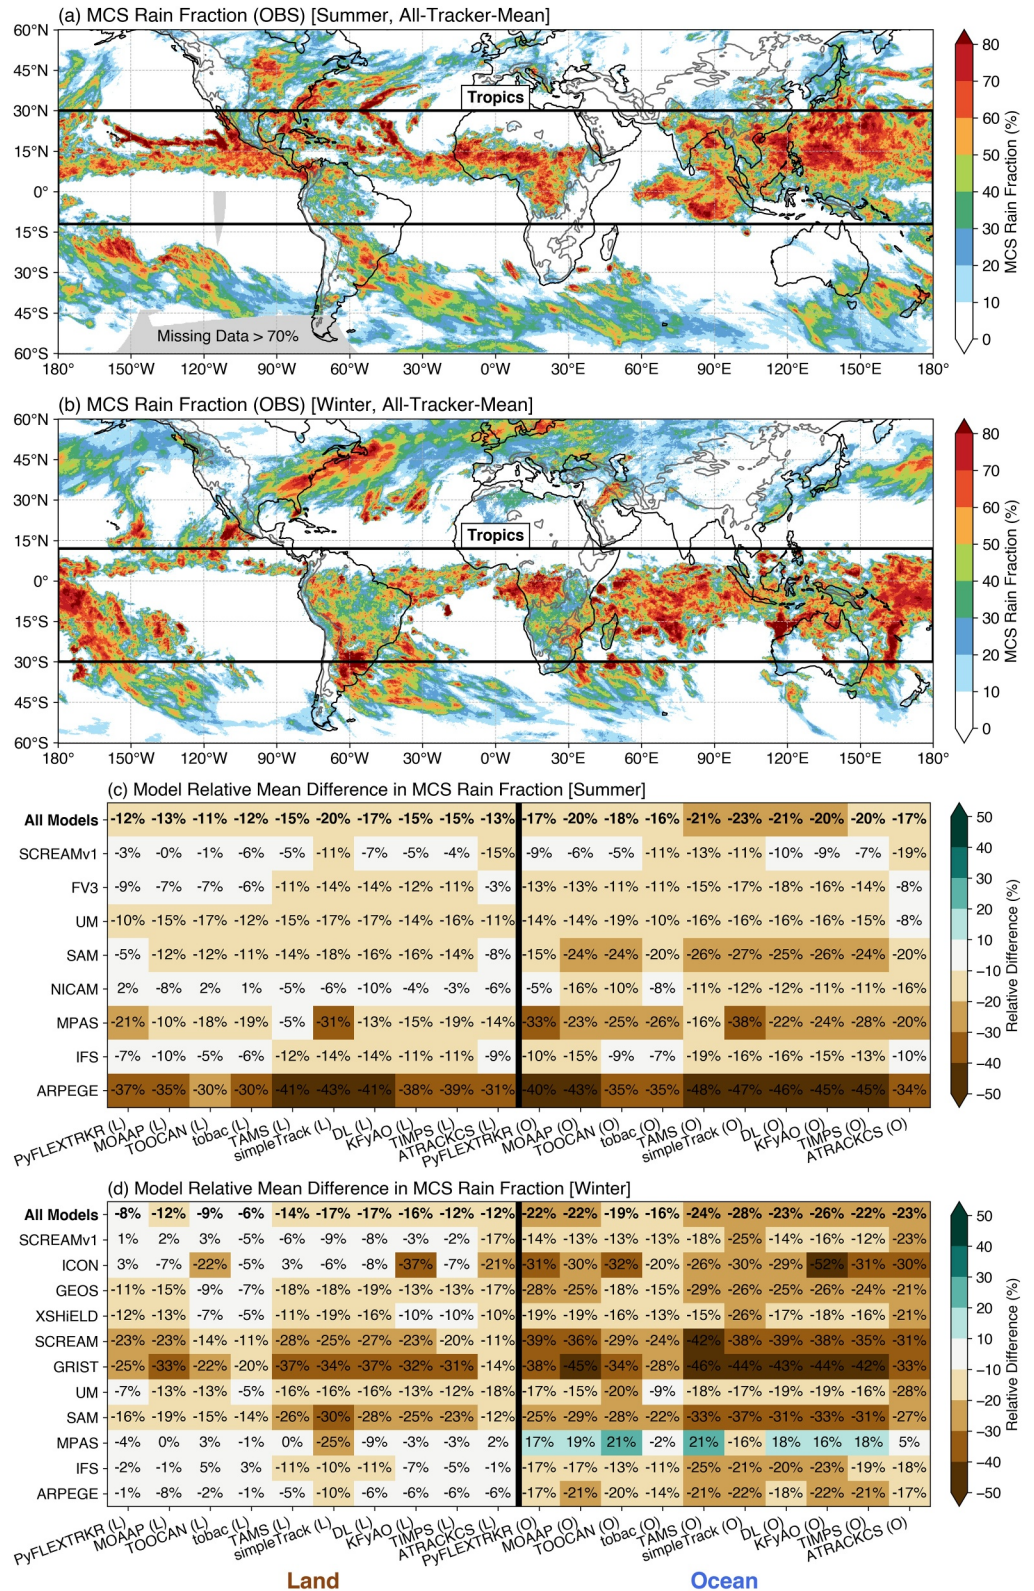 (a) MCS Rain Fraction (OBS) [Summer, All-Tracker-Mean]
60°N
45°N
30°N
15°N
0°
15°S
30°S
45°S
60°S
Tropics
Missing Data > 70%
180° 150°W 120°W 90°W 60°W 30°W 0°W 30°E 60°E 90°E 120°E 150°E 180°
80
70
60
50
40
30
20
10
0
MCS Rain Fraction (%)
(b) MCS Rain Fraction (OBS) [Winter, All-Tracker-Mean]
60°N
45°N
30°N
15°N
0°
15°S
30°S
45°S
60°S
Tropics
180° 150°W 120°W 90°W 60°W 30°W 0°W 30°E 60°E 90°E 120°E 150°E 180°
80
70
60
50
40
30
20
10
0
MCS Rain Fraction (%)
(c) Model Relative Mean Difference in MCS Rain Fraction [Summer]
All Models -12% -13% -11% -12% -15% -20% -17% -15% -15% -13% -17% -20% -18% -16% -21% -23% -21% -20% -20% -17%
SCREAMv1 -3% -0% -1% -6% -5% -11% -7% -5% -4% -15% -9% -6% -5% -11% -13% -11% -10% -9% -7% -19%
FV3 -9% -7% -7% -6% -11% -14% -14% -12% -11% -3% -13% -13% -11% -11% -15% -17% -18% -16% -14% -8%
UM -10% -15% -17% -12% -15% -17% -17% -14% -16% -11% -14% -14% -19% -10% -16% -16% -16% -16% -15% -8%
SAM -5% -12% -12% -11% -14% -18% -16% -16% -14% -8% -15% -24% -24% -20% -26% -27% -25% -26% -24% -20%
NICAM 2% -8% 2% 1% -5% -6% -10% -4% -3% -6% -5% -16% -10% -8% -11% -12% -12% -11% -11% -16%
MPAS -21% -10% -18% -19% -5% -31% -13% -15% -19% -14% -33% -23% -25% -26% -16% -38% -22% -24% -28% -20%
IFS -7% -10% -5% -6% -12% -14% -14% -11% -11% -9% -10% -15% -9% -7% -19% -16% -16% -15% -13% -10%
ARPEGE -37% -35% -30% -30% -41% -43% -41% -38% -39% -31% -40% -43% -35% -35% -48% -47% -46% -45% -45% -34%
PyFLEXTRKR (L) MOAAP (L) TOOCAN (L) tobac (L) TAMS (L) simpleTrack (L) DL (L) KFyAO (L) TIMPS (L) ATRACKCS (L) PyFLEXTRKR (O) MOAAP (O) TOOCAN (O) tobac (O) TAMS (O) simpleTrack (O) DL (O) KFyAO (O) TIMPS (O) ATRACKCS (O)
50
40
30
20
10
−10
−20
−30
−40
−50
Relative Difference (%)
(d) Model Relative Mean Difference in MCS Rain Fraction [Winter]
All Models -8% -12% -9% -6% -14% -17% -17% -16% -12% -12% -22% -22% -19% -16% -24% -28% -23% -26% -22% -23%
SCREAMv1 1% 2% 3% -5% -6% -9% -8% -3% -2% -17% -14% -13% -13% -13% -18% -25% -14% -16% -12% -23%
ICON 3% -7% -22% -5% 3% -6% -8% -37% -7% -21% -31% -30% -32% -20% -26% -30% -29% -52% -31% -30%
GEOS -11% -15% -9% -7% -18% -18% -19% -13% -13% -17% -28% -25% -18% -15% -29% -26% -25% -26% -24% -21%
XSHiELD -12% -13% -7% -5% -11% -19% -16% -10% -10% -10% -19% -19% -16% -13% -15% -26% -17% -18% -16% -21%
SCREAM -23% -23% -14% -11% -28% -25% -27% -23% -20% -11% -39% -36% -29% -24% -42% -38% -39% -38% -35% -31%
GRIST -25% -33% -22% -20% -37% -34% -37% -32% -31% -14% -38% -45% -34% -28% -46% -44% -43% -44% -42% -33%
UM -7% -13% -13% -5% -16% -16% -16% -13% -12% -18% -17% -15% -20% -9% -18% -17% -19% -19% -16% -28%
SAM -16% -19% -15% -14% -26% -30% -28% -25% -23% -12% -25% -29% -28% -22% -33% -37% -31% -33% -31% -27%
MPAS -4% 0% 3% -1% 0% -25% -9% -3% -3% 2% 17% 19% 21% -2% 21% -16% 18% 16% 18% 5%
IFS -2% -1% 5% 3% -11% -10% -11% -7% -5% -1% -17% -17% -13% -11% -25% -21% -20% -23% -19% -18%
ARPEGE -1% -8% -2% -1% -5% -10% -6% -6% -6% -6% -17% -21% -20% -14% -21% -22% -18% -22% -21% -17%
PyFLEXTRKR (L) MOAAP (L) TOOCAN (L) tobac (L) TAMS (L) simpleTrack (L) DL (L) KFyAO (L) TIMPS (L) ATRACKCS (L) PyFLEXTRKR (O) MOAAP (O) TOOCAN (O) tobac (O) TAMS (O) simpleTrack (O) DL (O) KFyAO (O) TIMPS (O) ATRACKCS (O)
50
40
30
20
10
−10
−20
−30
−40
−50
Relative Difference (%)
Land Ocean